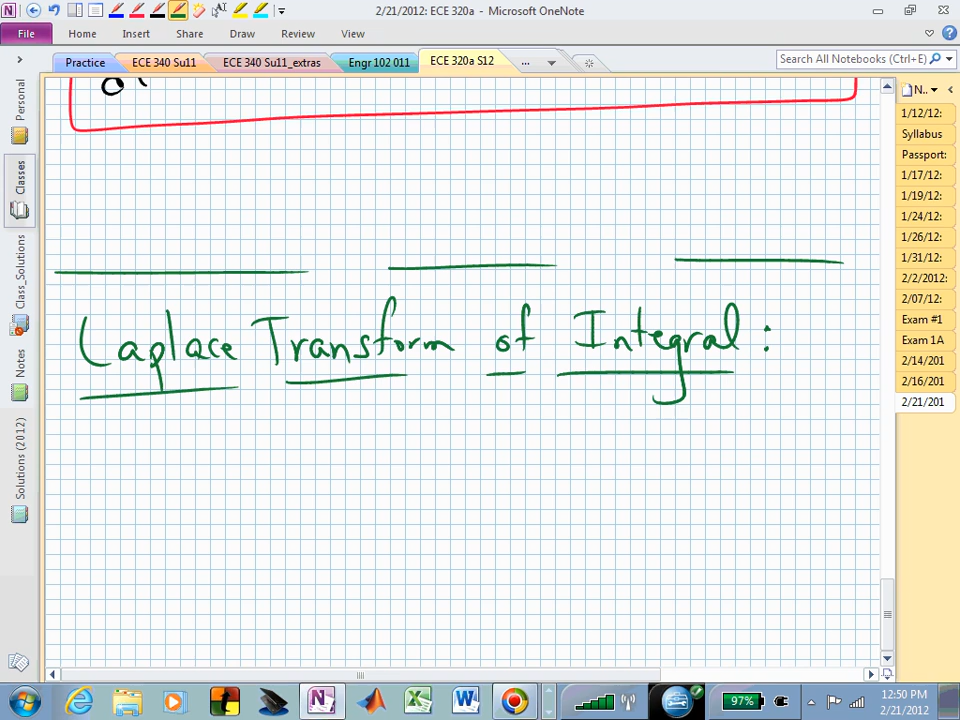 2/21/2012: ECE 320a - Microsoft OneNote
File Home Insert Share Draw Review View
Practice ECE 340 Su11 ECE 340 Su11_extras Engr 102 011 ECE 320a S12 ...
Search All Notebooks (Ctrl+E)
Personal
Classes
Class_Solutions
Notes
Solutions (2012)
N..
1/12/12:
Syllabus
Passport:
1/17/12:
1/19/12:
1/24/12:
1/26/12:
1/31/12:
2/2/2012:
2/07/12:
Exam #1
Exam 1A
2/14/201
2/16/201
2/21/201
Laplace Transform of Integral:
97%
12:50 PM
2/21/2012